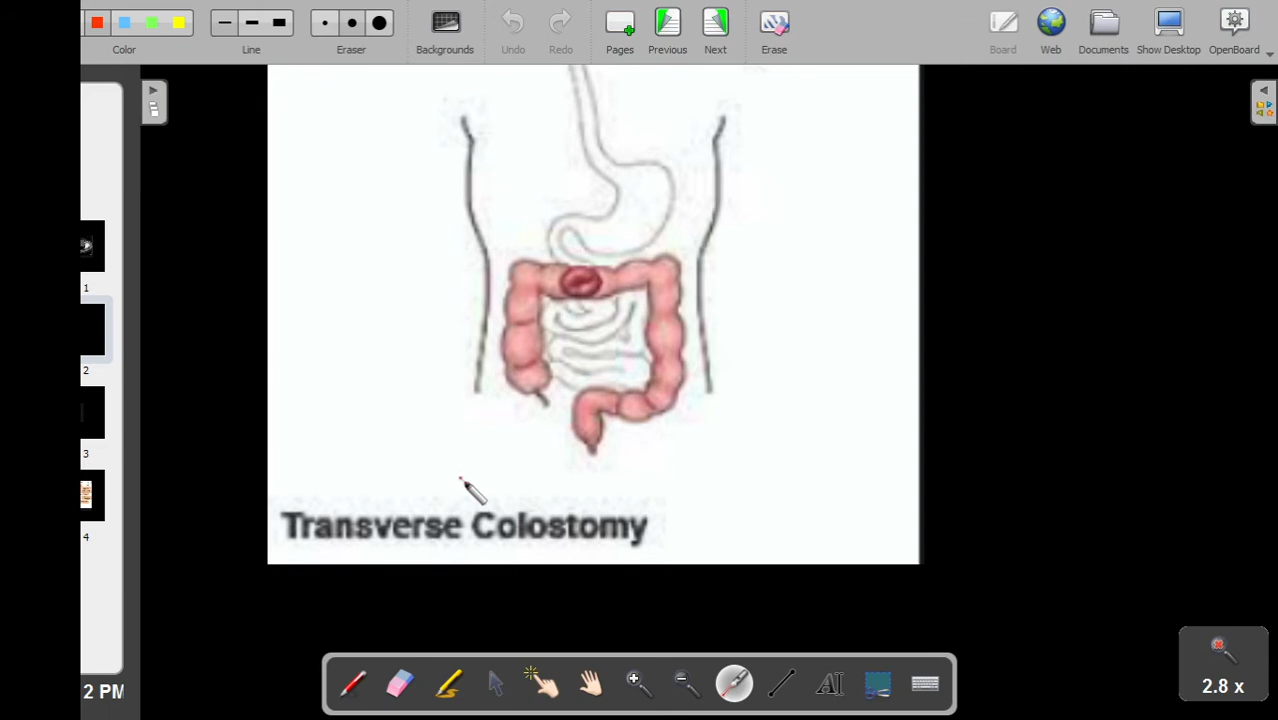 Color
Line
Eraser
Backgrounds
Undo
Redo
Pages
Previous
Next
Erase
Board
Web
Documents
Show Desktop
OpenBoard
1
2
3
4
Transverse Colostomy
2 PM
AI
2.8 x